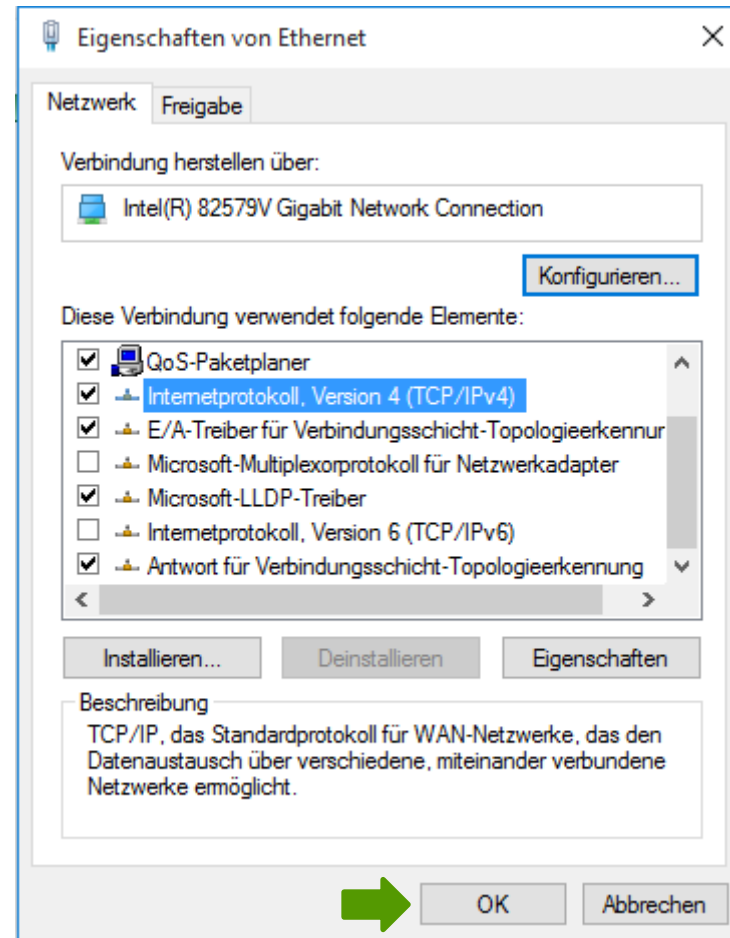 Eigenschaften von Ethernet
Netzwerk Freigabe
Verbindung herstellen über:
Intel(R) 82579V Gigabit Network Connection
Konfigurieren...
Diese Verbindung verwendet folgende Elemente:
QoS-Paketplaner
Internetprotokoll, Version 4 (TCP/IPv4)
E/A-Treiber für Verbindungsschicht-Topologieerkennur
Microsoft-Multiplexorprotokoll für Netzwerkadapter
Microsoft-LLDP-Treiber
Internetprotokoll, Version 6 (TCP/IPv6)
Antwort für Verbindungsschicht-Topologieerkennung
Installieren... Deinstallieren Eigenschaften
Beschreibung
TCP/IP, das Standardprotokoll für WAN-Netzwerke, das den
Datenaustausch über verschiedene, miteinander verbundene
Netzwerke ermöglicht.
OK Abbrechen